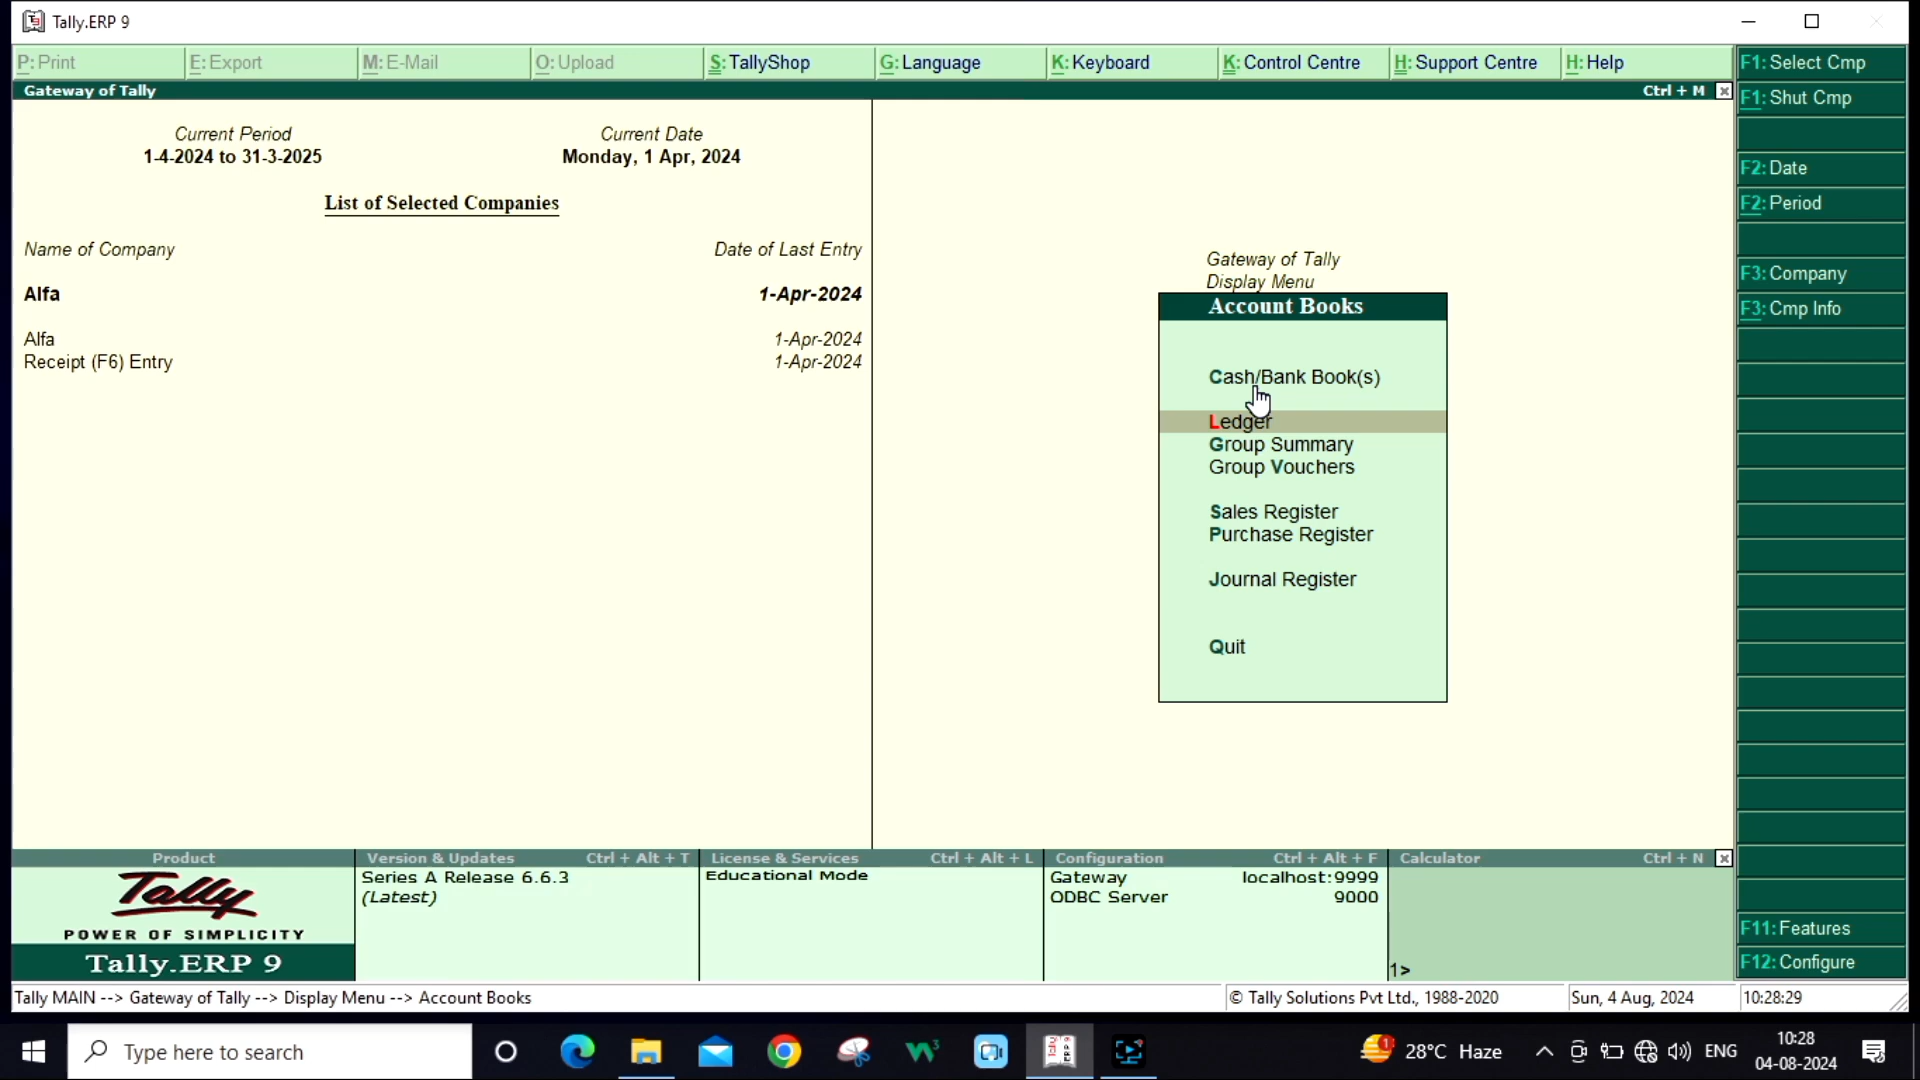 Tally.ERP 9
P: Print E: Export M: E-Mail O: Upload S: TallyShop G: Language K: Keyboard K: Control Centre H: Support Centre H: Help
Gateway of Tally Ctrl + M
Current Period Current Date
1-4-2024 to 31-3-2025 Monday, 1 Apr, 2024
List of Selected Companies
Name of Company Date of Last Entry
Alfa 1-Apr-2024
Alfa 1-Apr-2024
Receipt (F6) Entry 1-Apr-2024
Gateway of Tally
Display Menu
Account Books
Cash/Bank Book(s)
Ledger
Group Summary
Group Vouchers
Sales Register
Purchase Register
Journal Register
Quit
F1: Select Cmp
F1: Shut Cmp
F2: Date
F2: Period
F3: Company
F3: Cmp Info
F11: Features
F12: Configure
Product
Tally
POWER OF SIMPLICITY
Tally.ERP 9
Version & Updates Ctrl + Alt + T
Series A Release 6.6.3
(Latest)
License & Services Ctrl + Alt + L
Educational Mode
Configuration Ctrl + Alt + F
Gateway localhost:9999
ODBC Server 9000
Calculator Ctrl + N
1>
Tally MAIN --> Gateway of Tally --> Display Menu --> Account Books © Tally Solutions Pvt Ltd., 1988-2020 Sun, 4 Aug, 2024 10:28:29
Type here to search
28°C Haze
ENG
10:28
04-08-2024